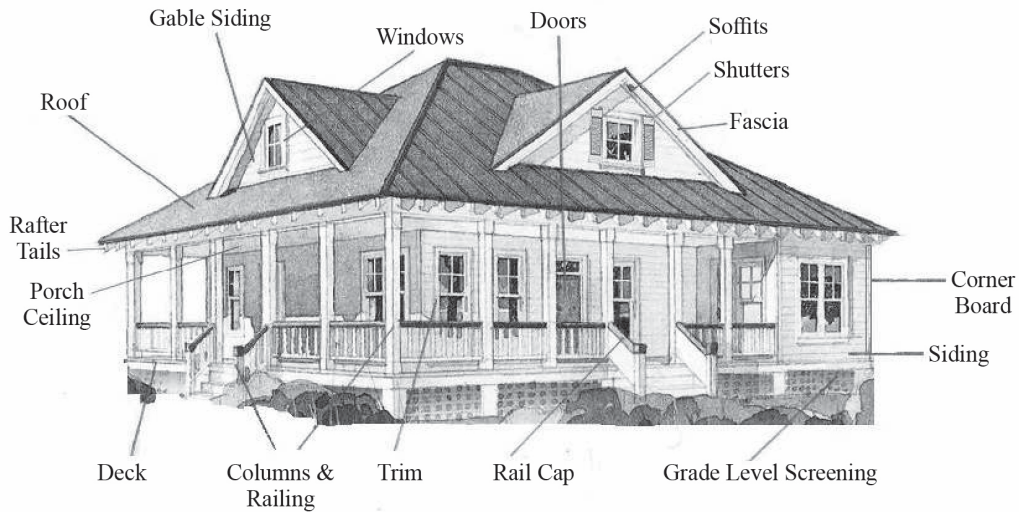 Gable Siding
Windows
Doors
Soffits
Shutters
Roof
Fascia
Rafter
Tails
Porch
Ceiling
Corner
Board
Siding
Deck
Columns &
Railing
Trim
Rail Cap
Grade Level Screening